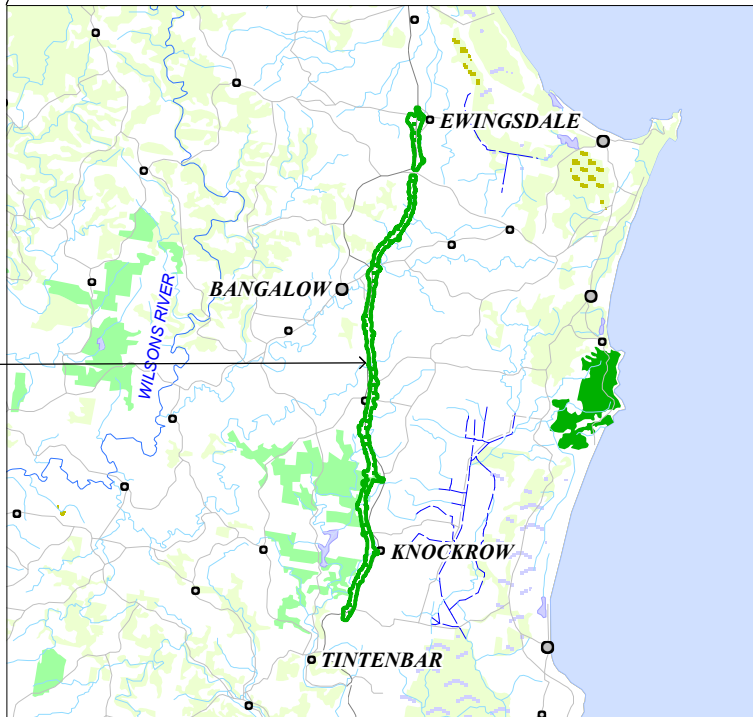 EWINGSDALE
BANGALOW
WILSONS RIVER
KNOCKROW
TINTENBAR